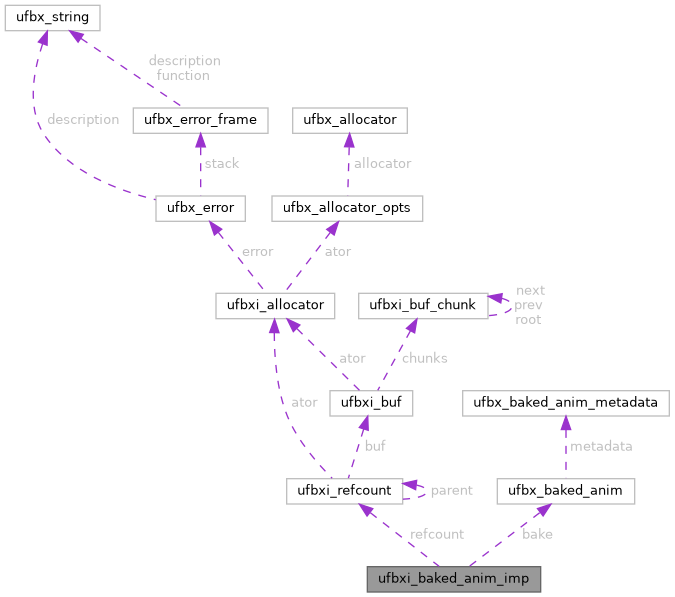 ufbx_string
description
function
description
ufbx_error_frame
ufbx_allocator
stack
allocator
ufbx_error
ufbx_allocator_opts
error
ator
ufbxi_allocator
ufbxi_buf_chunk
next
prev
root
ator
chunks
ator
ufbxi_buf
ufbx_baked_anim_metadata
buf
metadata
ufbxi_refcount
parent
ufbx_baked_anim
refcount
bake
ufbxi_baked_anim_imp